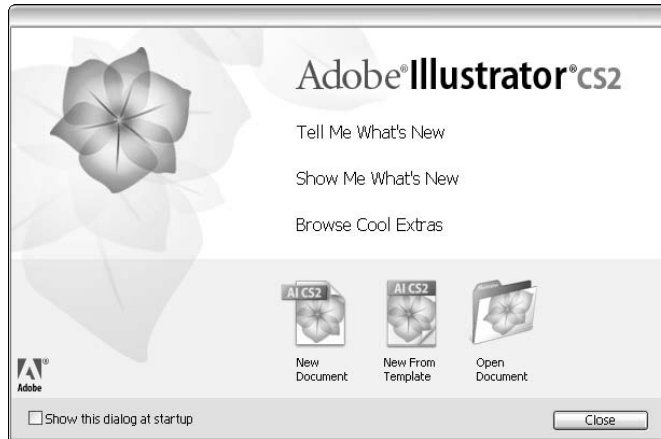 Adobe®Illustrator®CS2
Tell Me What's New
Show Me What's New
Browse Cool Extras
AI CS2
AI CS2
New
Document
New From
Template
Open
Document
Adobe
Show this dialog at startup
Close